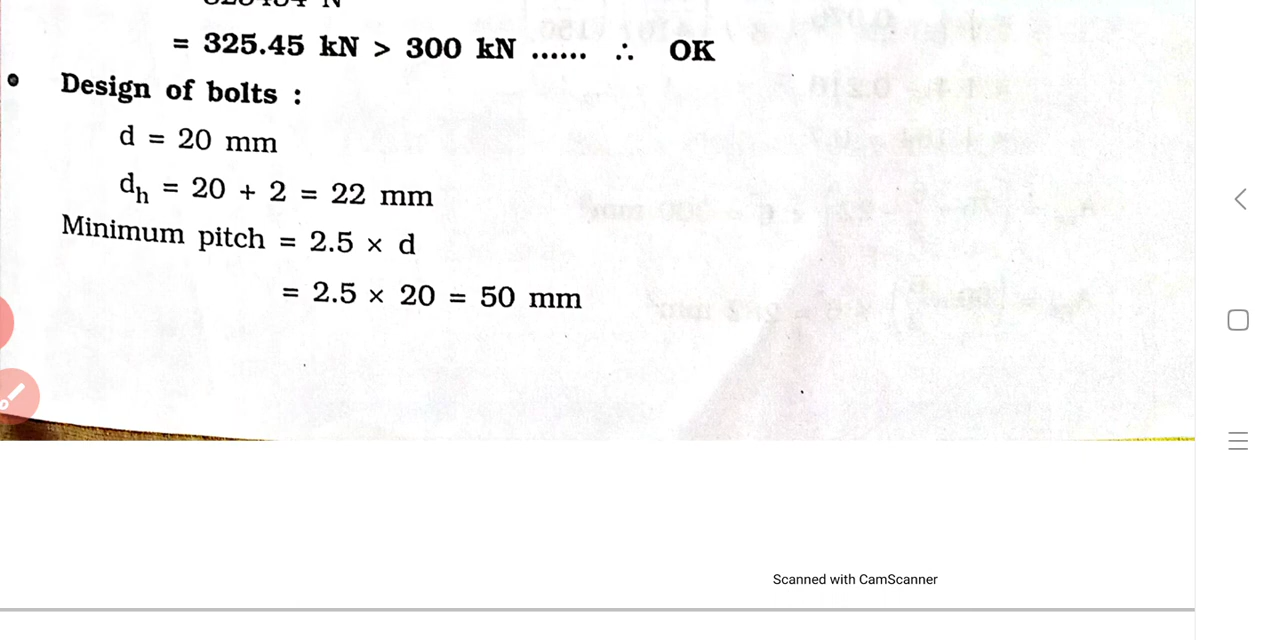 = 325.45 kN > 300 kN ...... ∴ OK
• Design of bolts :
d = 20 mm
dh = 20 + 2 = 22 mm
Minimum pitch = 2.5 × d
= 2.5 × 20 = 50 mm
Scanned with CamScanner